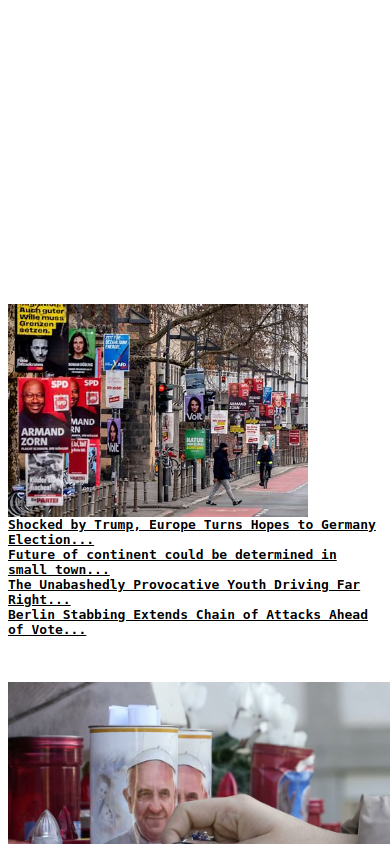 Auch guter
Wille muss
Grenzen
setzen.
SPD
SPD
ARMAND
ZORN
Volt
Volt
NATUR
Die PARTEI
Shocked by Trump, Europe Turns Hopes to Germany
Election...
Future of continent could be determined in
small town...
The Unabashedly Provocative Youth Driving Far
Right...
Berlin Stabbing Extends Chain of Attacks Ahead
of Vote...